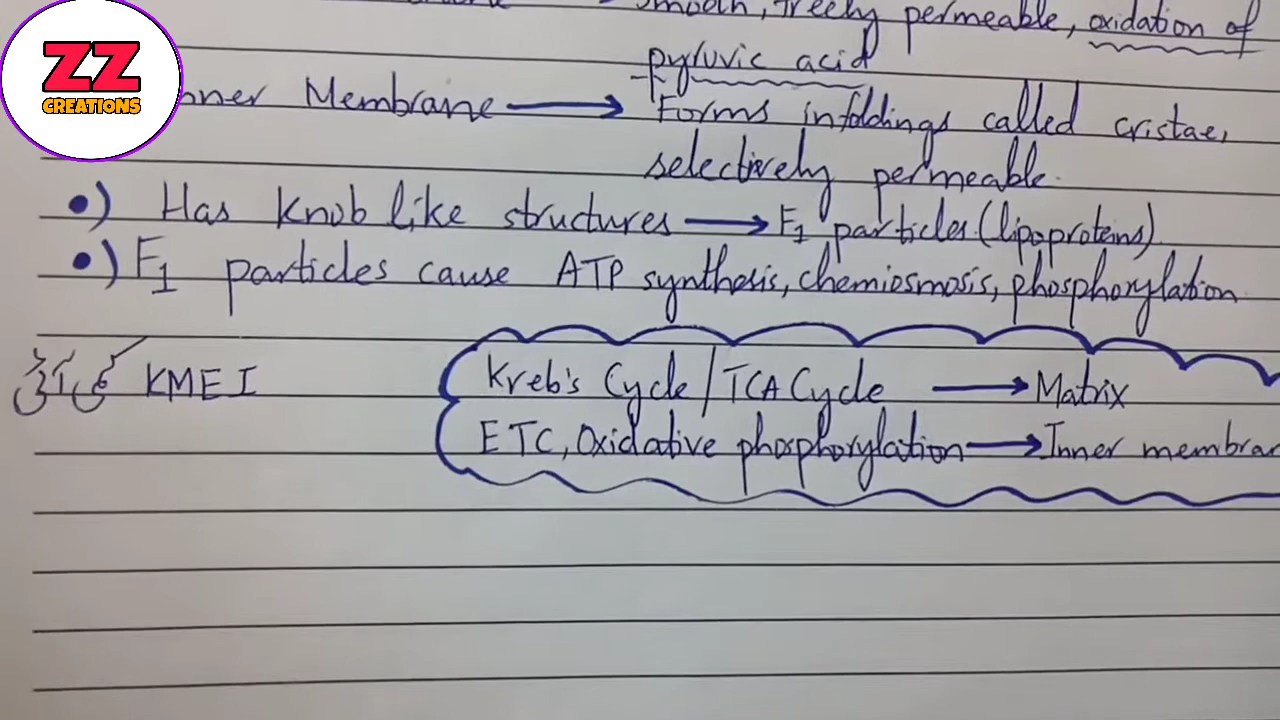 smooth, freely permeable, oxidation of
pyruvic acid
ZZ
CREATIONS
nner Membrane → Forms infoldings called cristae,
selectively permeable.
•) Has knob like structures → F1 particles (lipoproteins)
•) F1 particles cause ATP synthesis, chemiosmosis, phosphorylation
KMEI
Kreb's Cycle / TCA Cycle → Matrix
ETC, Oxidative phosphorylation → Inner membran